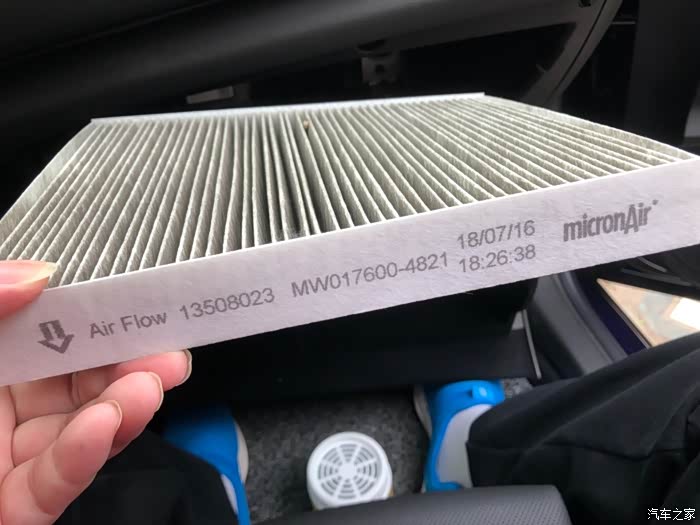 Air Flow 13508023 MW017600-4821 18/07/16
18:26:38
micronAir
汽车之家